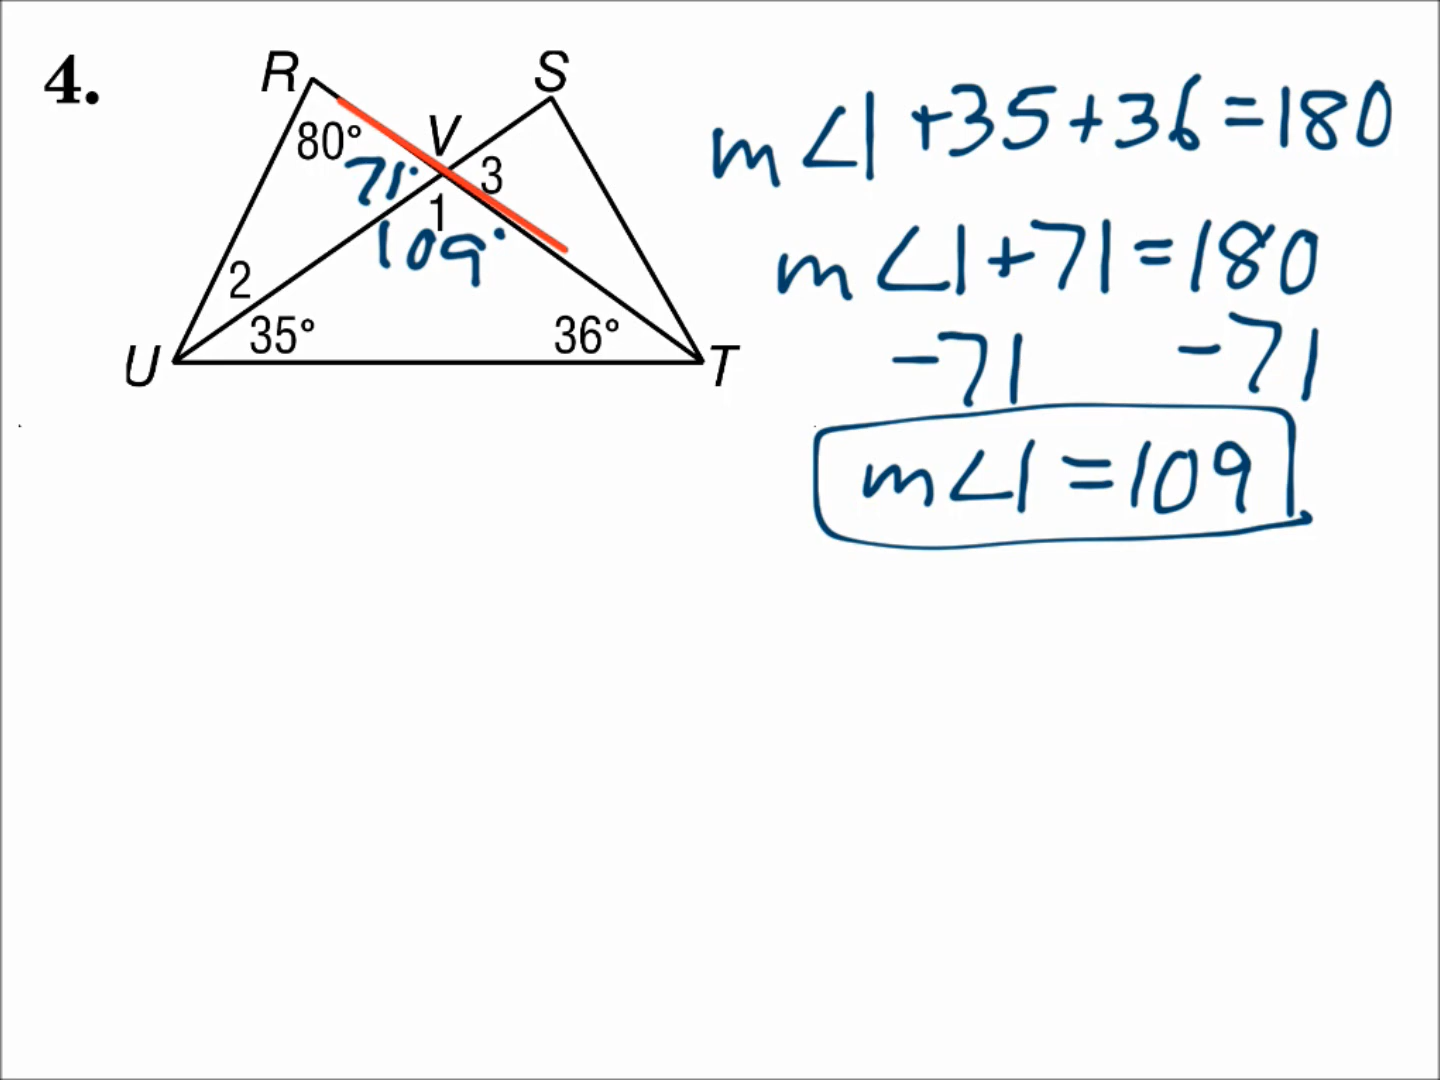 4.
R
S
80°
V
71°
3
1
109°
2
35°
36°
U
T
m∠1 +35+36=180
m∠1+71=180
-71 -71
m∠1=109